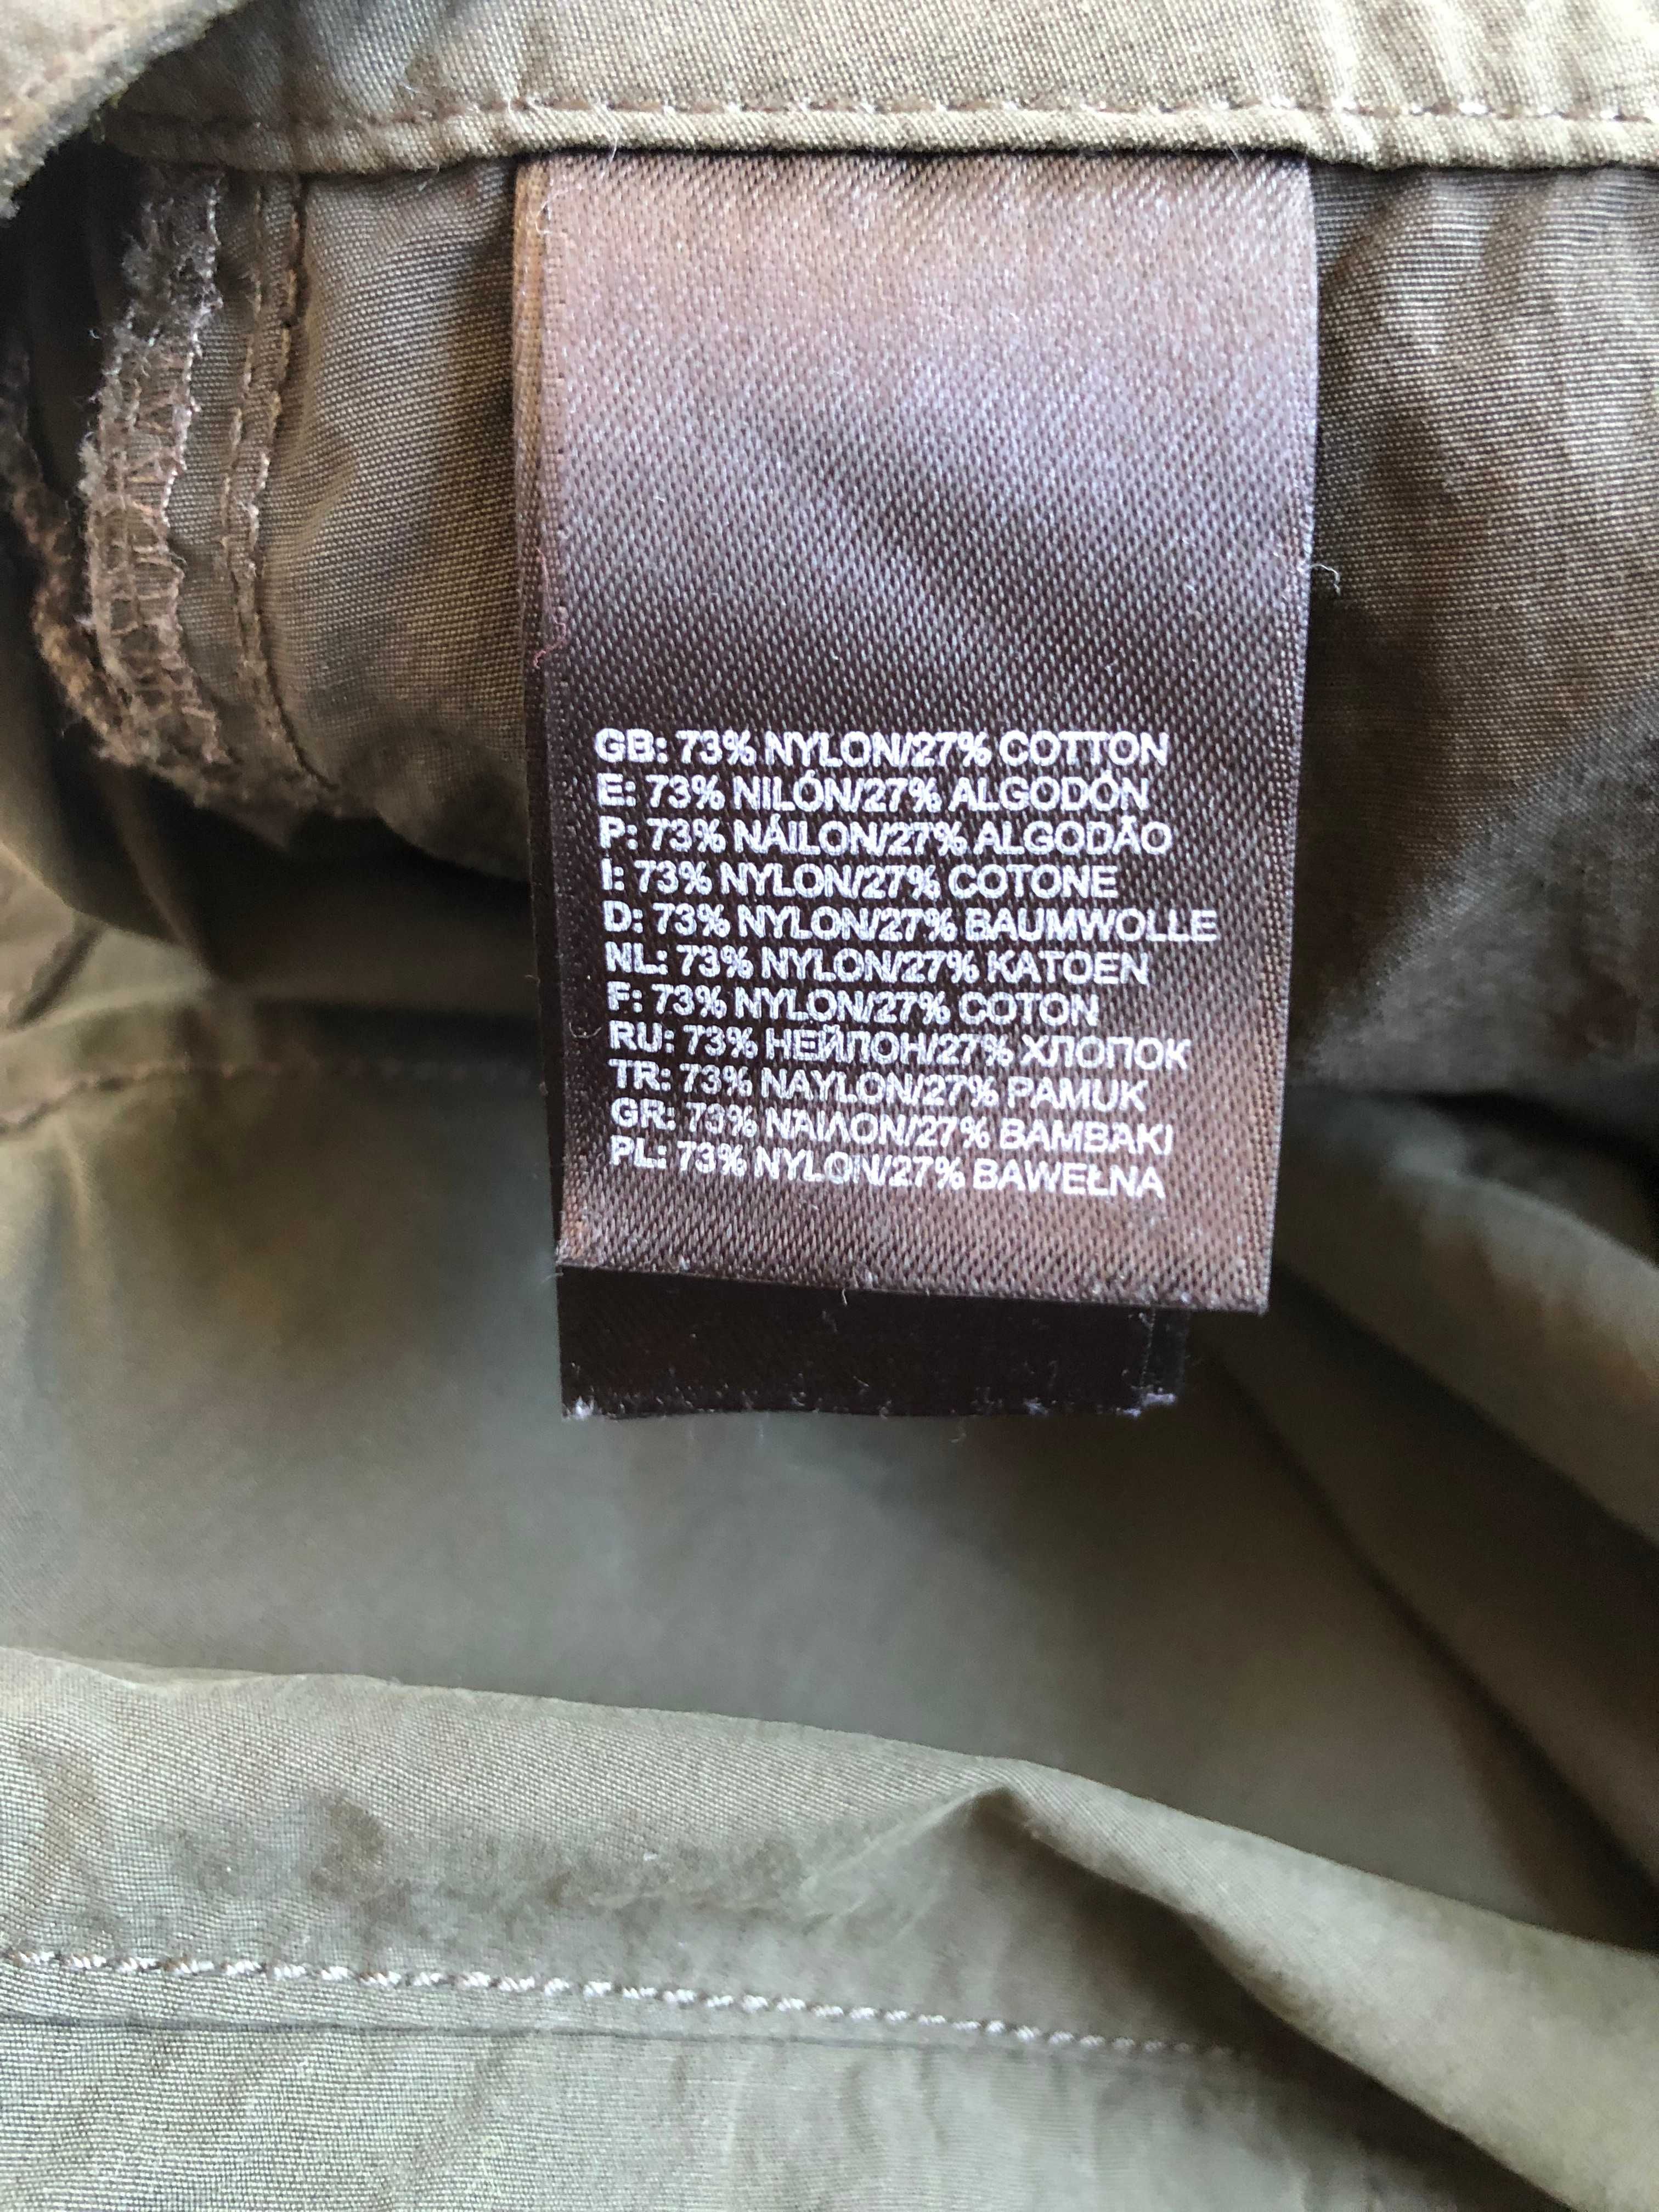 GB: 73% NYLON/27% COTTON
E: 73% NILÓN/27% ALGODÓN
P: 73% NÁILON/27% ALGODÃO
I: 73% NYLON/27% COTONE
D: 73% NYLON/27% BAUMWOLLE
NL: 73% NYLON/27% KATOEN
F: 73% NYLON/27% COTON
RU: 73% НЕЙЛОН/27% ХЛОПОК
TR: 73% NAYLON/27% PAMUK
GR: 73% ΝΑΙΛΟΝ/27% ΒΑΜΒΑΚΙ
PL: 73% NYLON/27% BAWEŁNA